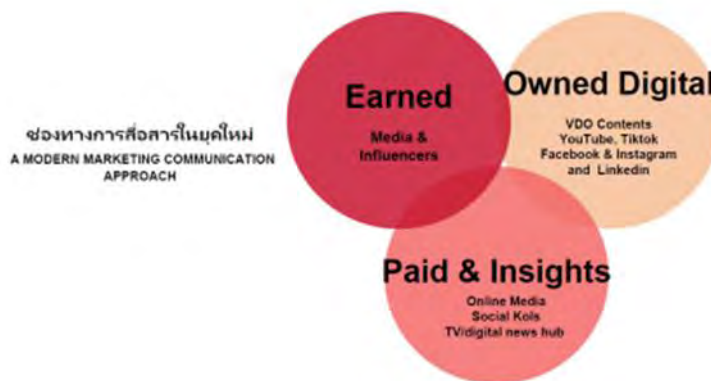 ช่องทางการสื่อสารในยุคใหม่
A MODERN MARKETING COMMUNICATION
APPROACH
Earned
Media &
Influencers
Owned Digital
VDO Contents
YouTube, Tiktok
Facebook & Instagram
and Linkedin
Paid & Insights
Online Media
Social Kols
TV/digital news hub